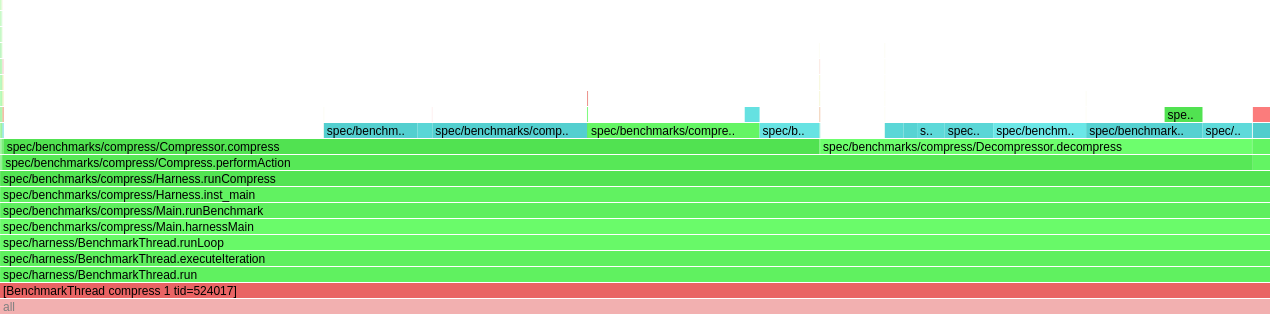 spe..
spec/benchm.. spec/benchmarks/comp.. spec/benchmarks/compre.. spec/b.. s.. spec.. spec/benchm.. spec/benchmark.. spec/..
spec/benchmarks/compress/Compressor.compress spec/benchmarks/compress/Decompressor.decompress
spec/benchmarks/compress/Compress.performAction
spec/benchmarks/compress/Harness.runCompress
spec/benchmarks/compress/Harness.inst_main
spec/benchmarks/compress/Main.runBenchmark
spec/benchmarks/compress/Main.harnessMain
spec/harness/BenchmarkThread.runLoop
spec/harness/BenchmarkThread.executeIteration
spec/harness/BenchmarkThread.run
[BenchmarkThread compress 1 tid=524017]
all